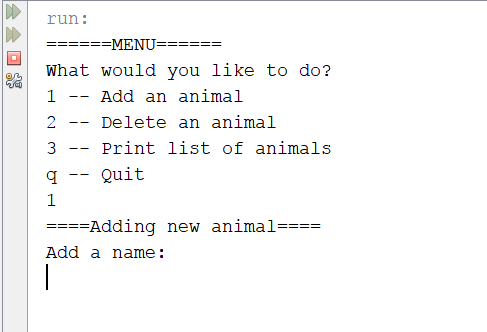 run:
======MENU======
What would you like to do?
1 -- Add an animal
2 -- Delete an animal
3 -- Print list of animals
q -- Quit
1
====Adding new animal====
Add a name: